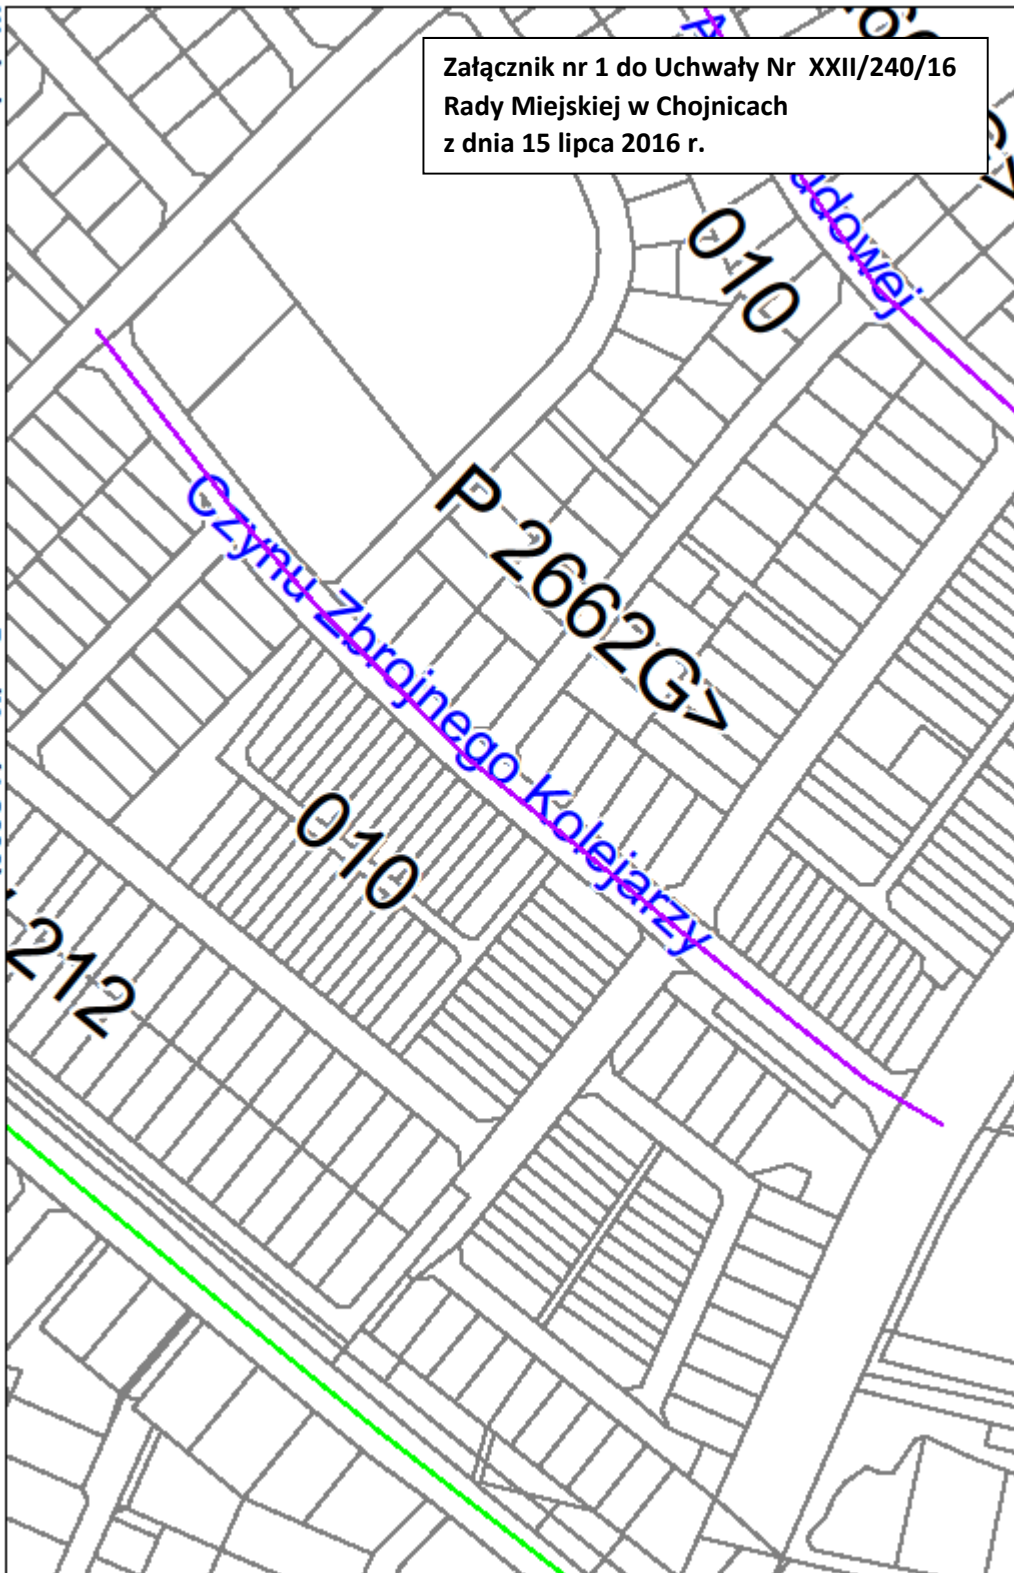 Załącznik nr 1 do Uchwały Nr XXII/240/16
Rady Miejskiej w Chojnicach
z dnia 15 lipca 2016 r.
010
P 2662G>
Czynu Zbrojnego Kolejarzy
010
212